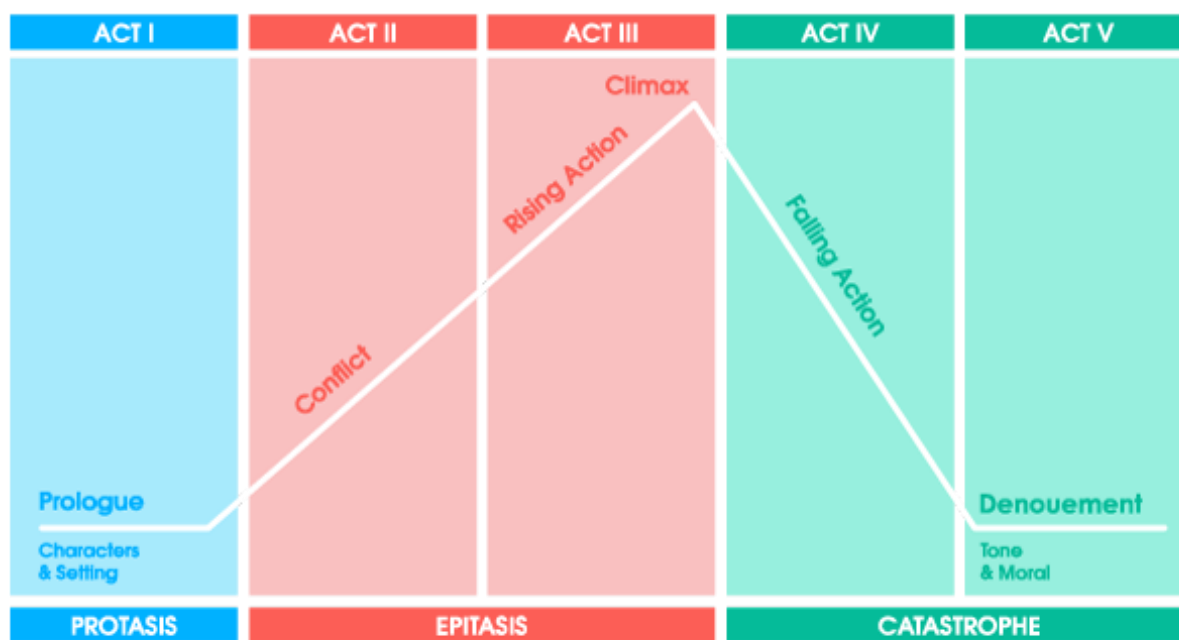 ACT I
ACT II
ACT III
ACT IV
ACT V
Climax
Rising Action
Falling Action
Conflict
Prologue
Characters
& Setting
Denouement
Tone
& Moral
PROTASIS
EPITASIS
CATASTROPHE